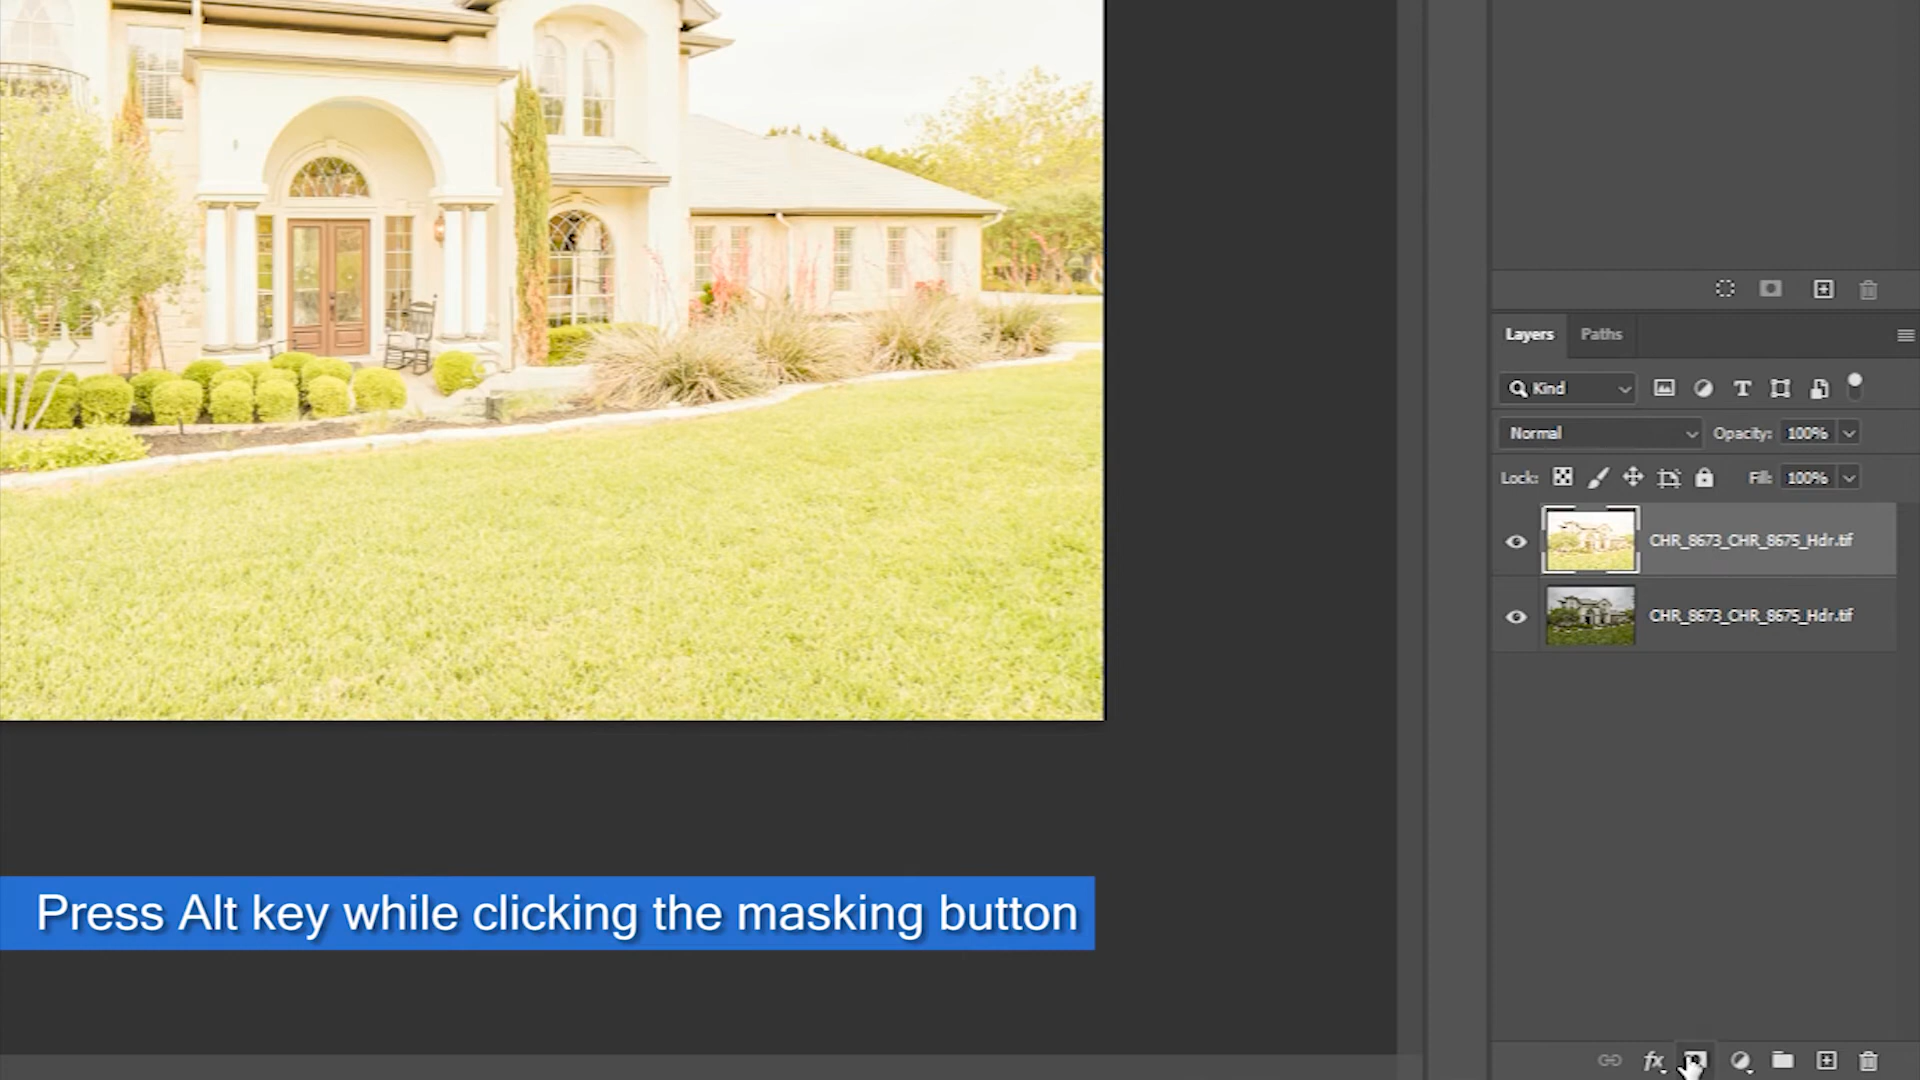 Layers Paths
Kind
Normal Opacity: 100%
Lock: Fill: 100%
CHR_8673_CHR_8675_Hdr.tif
CHR_8673_CHR_8675_Hdr.tif
Press Alt key while clicking the masking button
fx